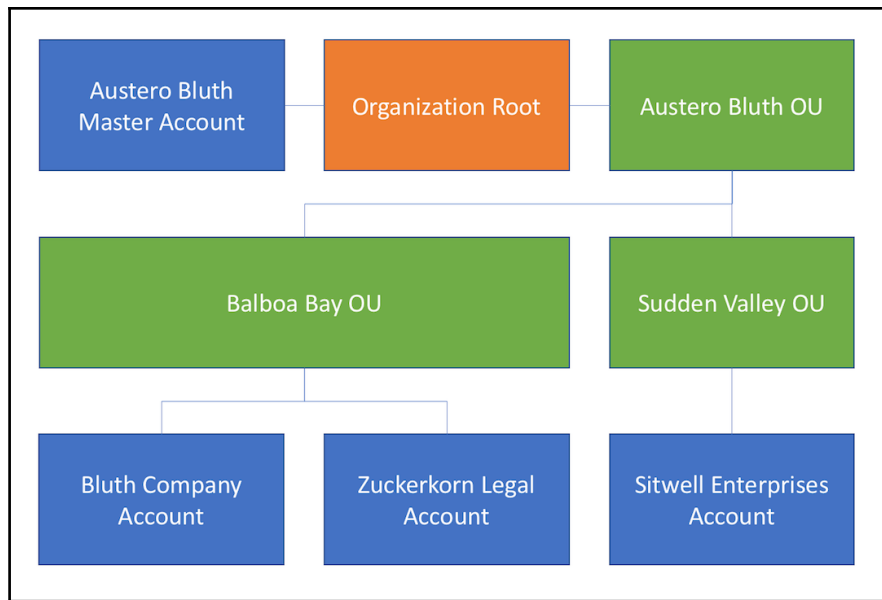 Austero Bluth
Master Account
Organization Root
Austero Bluth OU
Balboa Bay OU
Sudden Valley OU
Bluth Company
Account
Zuckerkorn Legal
Account
Sitwell Enterprises
Account